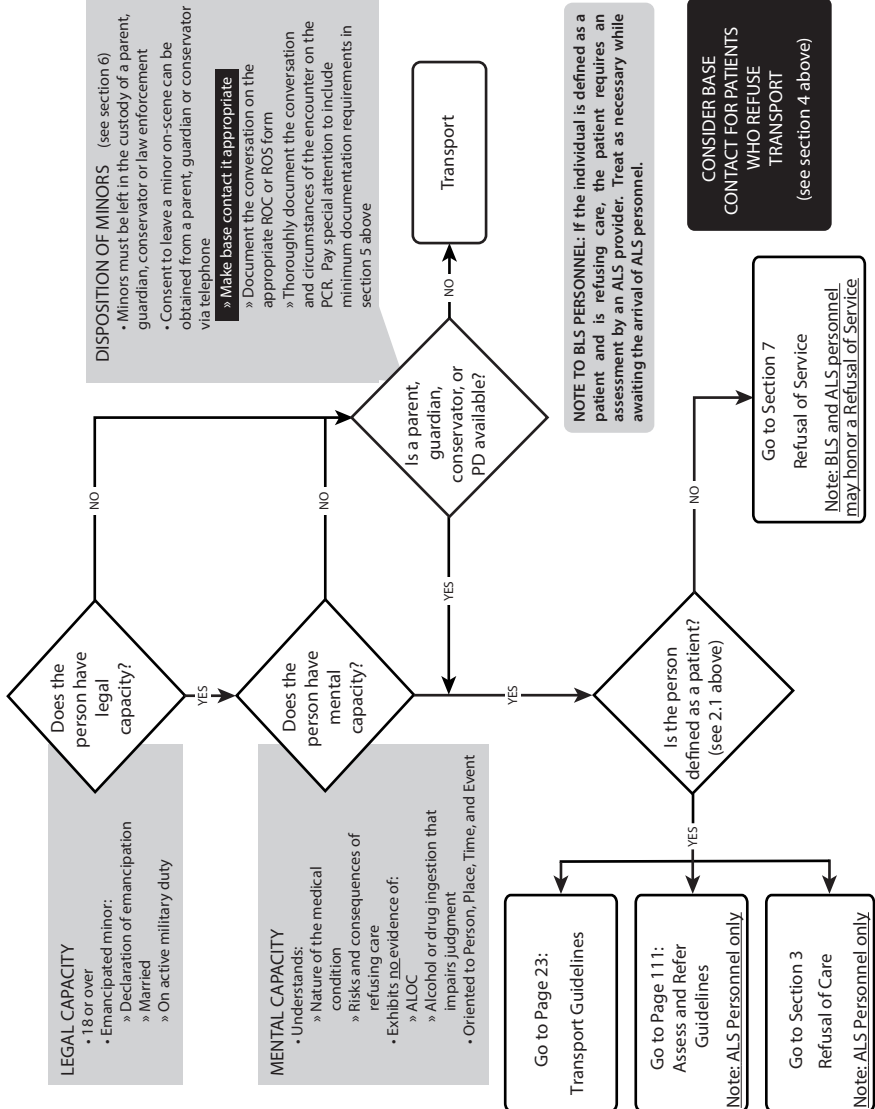 LEGAL CAPACITY
• 18 or over
• Emancipated minor:
» Declaration of emancipation
» Married
» On active military duty
Does the
person have
legal
capacity?
NO
YES
MENTAL CAPACITY
• Understands:
» Nature of the medical
condition
» Risks and consequences of
refusing care
• Exhibits no evidence of:
» ALOC
» Alcohol or drug ingestion that
impairs judgment
• Oriented to Person, Place, Time, and Event
Does the
person have
mental
capacity?
NO
YES
DISPOSITION OF MINORS (see section 6)
• Minors must be left in the custody of a parent,
guardian, conservator or law enforcement
• Consent to leave a minor on-scene can be
obtained from a parent, guardian or conservator
via telephone
» Make base contact it appropriate
» Document the conversation on the
appropriate ROC or ROS form
» Thoroughly document the conversation
and circumstances of the encounter on the
PCR. Pay special attention to include
minimum documentation requirements in
section 5 above
Is a parent,
guardian,
conservator, or
PD available?
NO
Transport
YES
Is the person
defined as a patient?
(see 2.1 above)
YES
NO
Go to Page 23:
Transport Guidelines
Go to Page 111:
Assess and Refer
Guidelines
Note: ALS Personnel only
Go to Section 3
Refusal of Care
Note: ALS Personnel only
Go to Section 7
Refusal of Service
Note: BLS and ALS personnel
may honor a Refusal of Service
NOTE TO BLS PERSONNEL: If the individual is defined as a
patient and is refusing care, the patient requires an
assessment by an ALS provider. Treat as necessary while
awaiting the arrival of ALS personnel.
CONSIDER BASE
CONTACT FOR PATIENTS
WHO REFUSE
TRANSPORT
(see section 4 above)